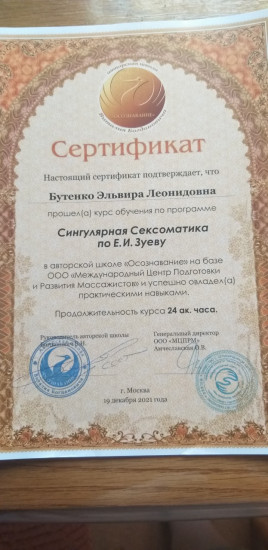 ОСОЗНАВАНИЕ
Сертификат
Настоящий сертификат подтверждает, что
Бутенко Эльвира Леонидовна
прошел(а) курс обучения по программе
Сингулярная Сексоматика
по Е.И. Зуеву
в авторской школе «Осознавание» на базе
ООО «Международный Центр Подготовки
и Развития Массажистов» и успешно овладел(а)
практическими навыками.
Продолжительность курса 24 ак. часа.
Руководитель авторской школы
Генеральный директор
ООО «МЦПРМ»
г. Москва
19 декабря 2021 года